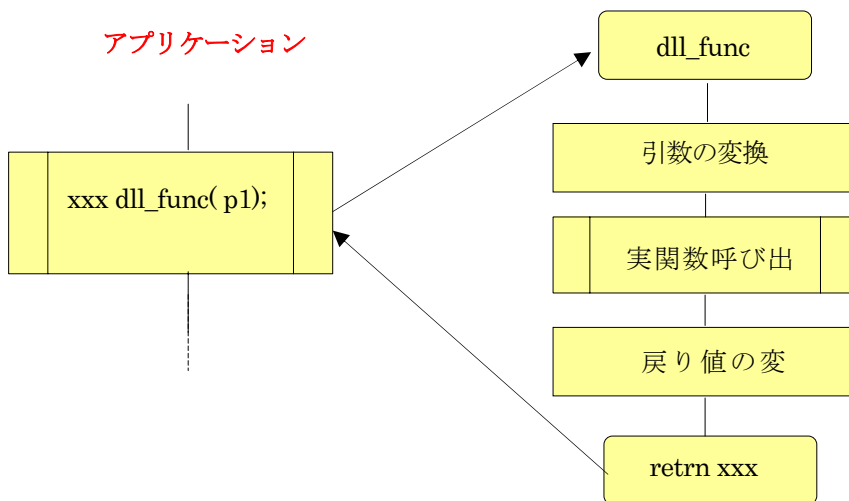 アプリケーション
xxx dll_func( p1);
dll_func
引数の変換
実関数呼び出
戻り値の変
retrn xxx